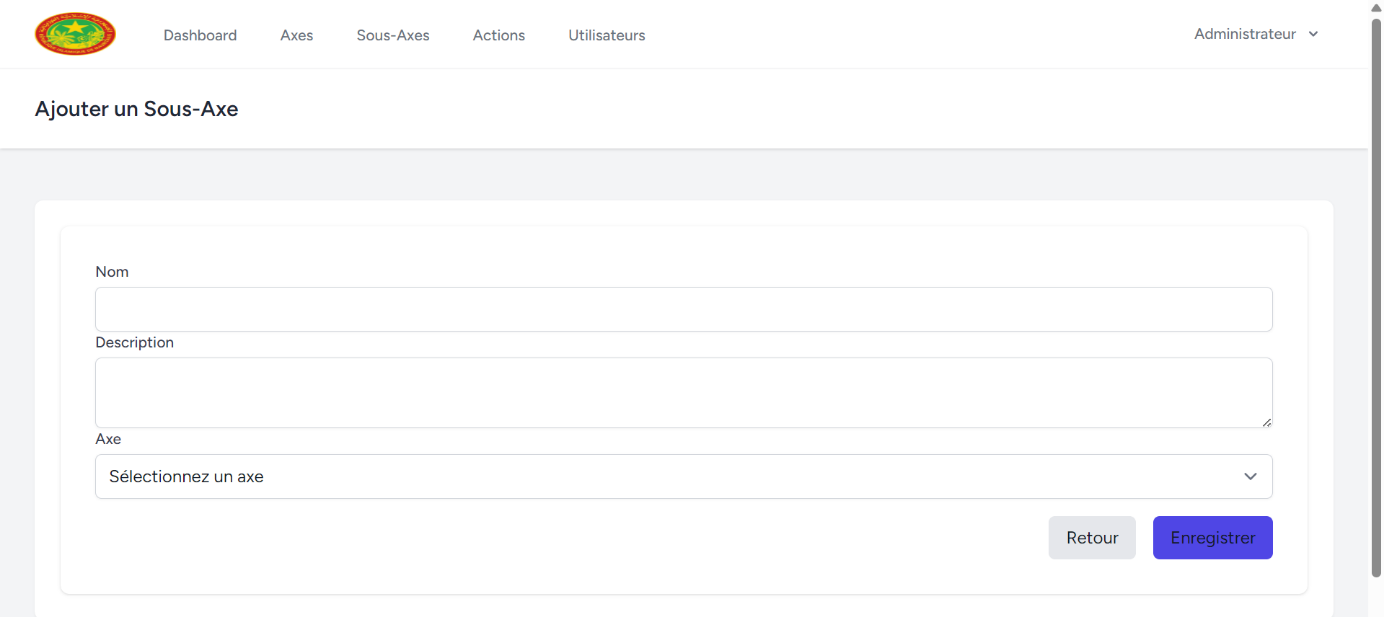 Dashboard Axes Sous-Axes Actions Utilisateurs Administrateur
Ajouter un Sous-Axe
Nom
Description
Axe
Sélectionnez un axe
Retour Enregistrer